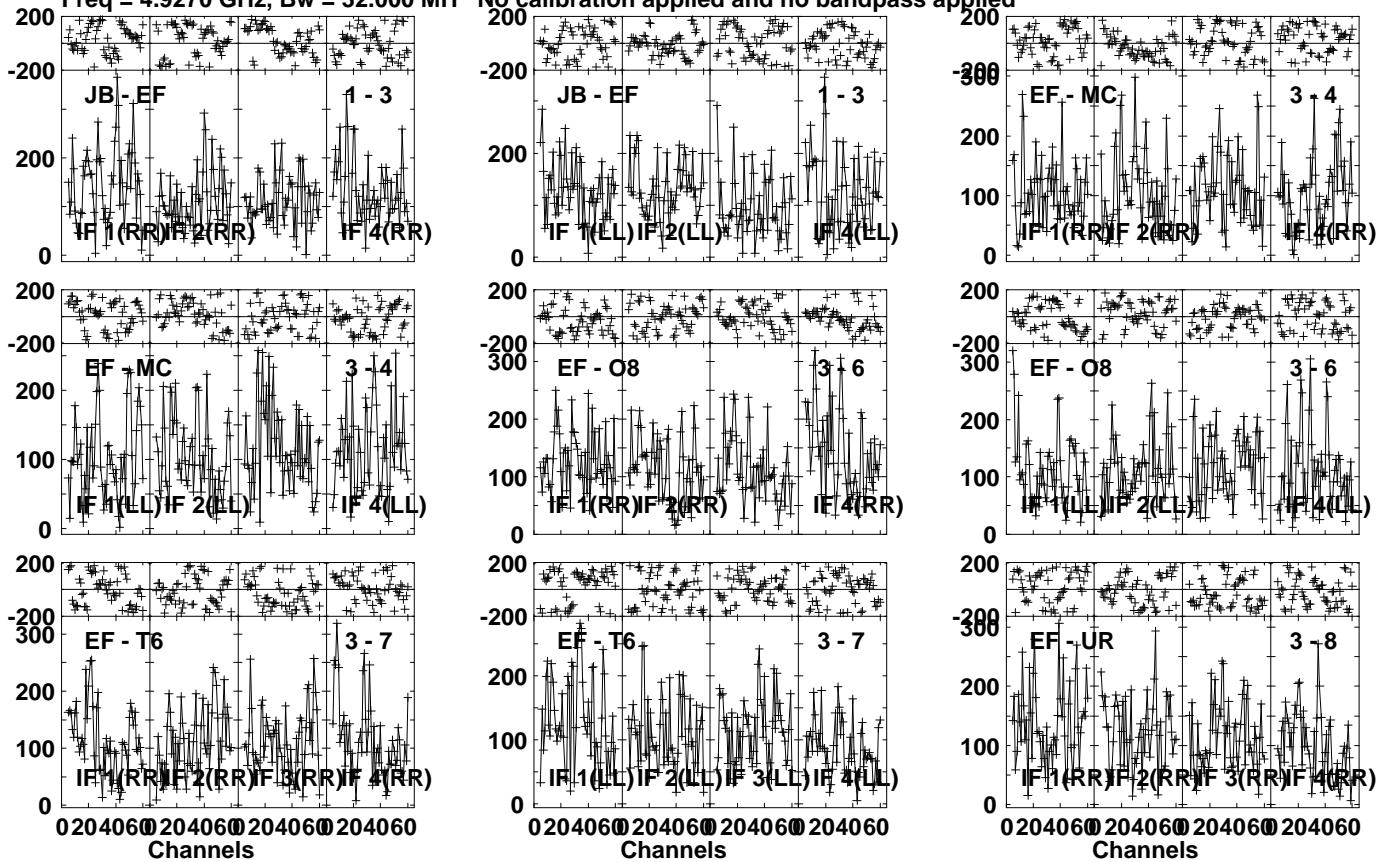 Freq = 4.9270 GHz, Bw = 32.000 MH No calibration applied and no bandpass applied
200
-200
JB - EF 1 - 3
200
0
IF 1(RR) IF 2(RR) IF 4(RR)
200
-200
JB - EF 1 - 3
200
0
IF 1(LL) IF 2(LL) IF 4(LL)
200
-200
300
EF - MC 3 - 4
200
100
0
IF 1(RR) IF 2(RR) IF 4(RR)
200
-200
EF - MC 3 - 4
200
100
0
IF 1(LL) IF 2(LL) IF 4(LL)
200
-200
300
EF - O8 3 - 6
200
100
0
IF 1(RR) IF 2(RR) IF 4(RR)
200
-200
300
EF - O8 3 - 6
200
100
0
IF 1(LL) IF 2(LL) IF 4(LL)
200
-200
300
EF - T6 3 - 7
200
100
0
IF 1(RR) IF 2(RR) IF 3(RR) IF 4(RR)
0 20 40 60 0 20 40 60 0 20 40 60 0 20 40 60
Channels
200
-200
EF - T6 3 - 7
200
100
0
IF 1(LL) IF 2(LL) IF 3(LL) IF 4(LL)
0 20 40 60 0 20 40 60 0 20 40 60 0 20 40 60
Channels
200
-200
300
EF - UR 3 - 8
200
100
0
IF 1(RR) IF 2(RR) IF 3(RR) IF 4(RR)
0 20 40 60 0 20 40 60 0 20 40 60 0 20 40 60
Channels